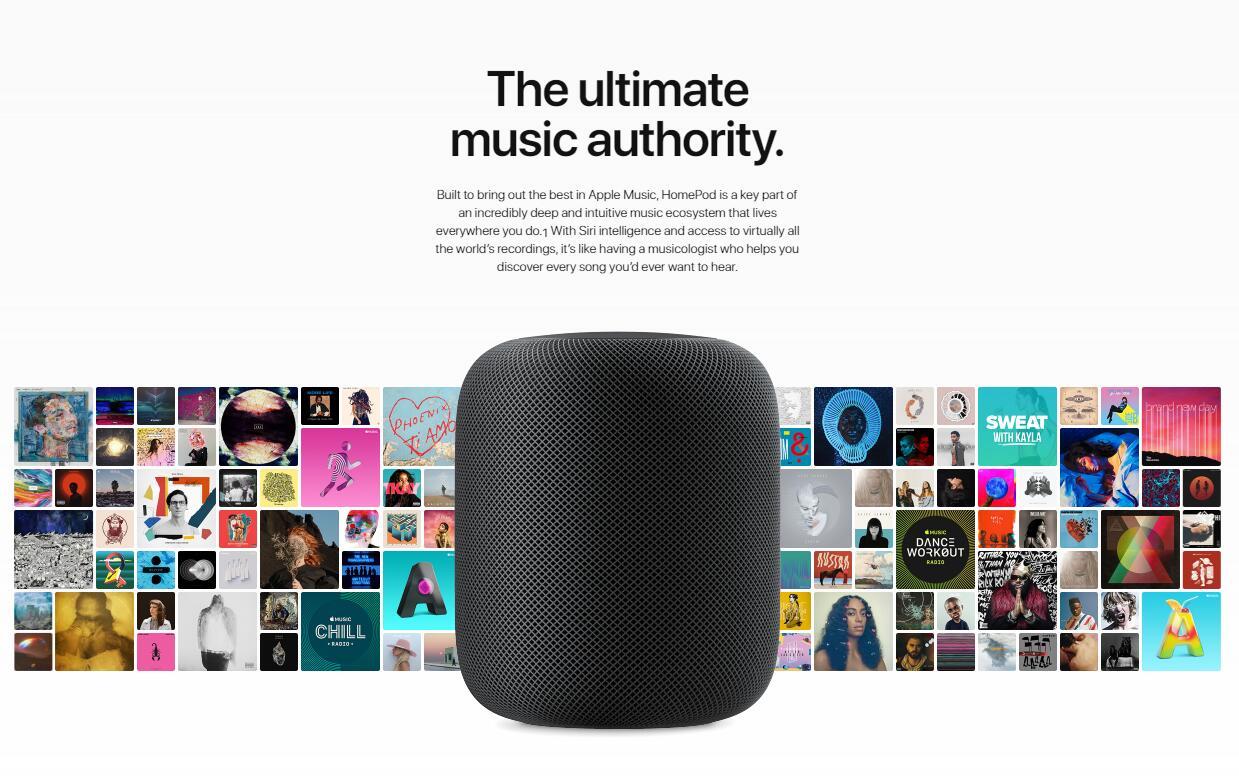 The ultimate
music authority.
Built to bring out the best in Apple Music, HomePod is a key part of
an incredibly deep and intuitive music ecosystem that lives
everywhere you do.1 With Siri intelligence and access to virtually all
the world’s recordings, it’s like having a musicologist who helps you
discover every song you’d ever want to hear.
PHOENIX
TI AMO
SWEAT
WITH KAYLA
brand new day
MUSIC
DANCE
WORKOUT
RADIO
MUSIC
CHILL
RADIO
A
A